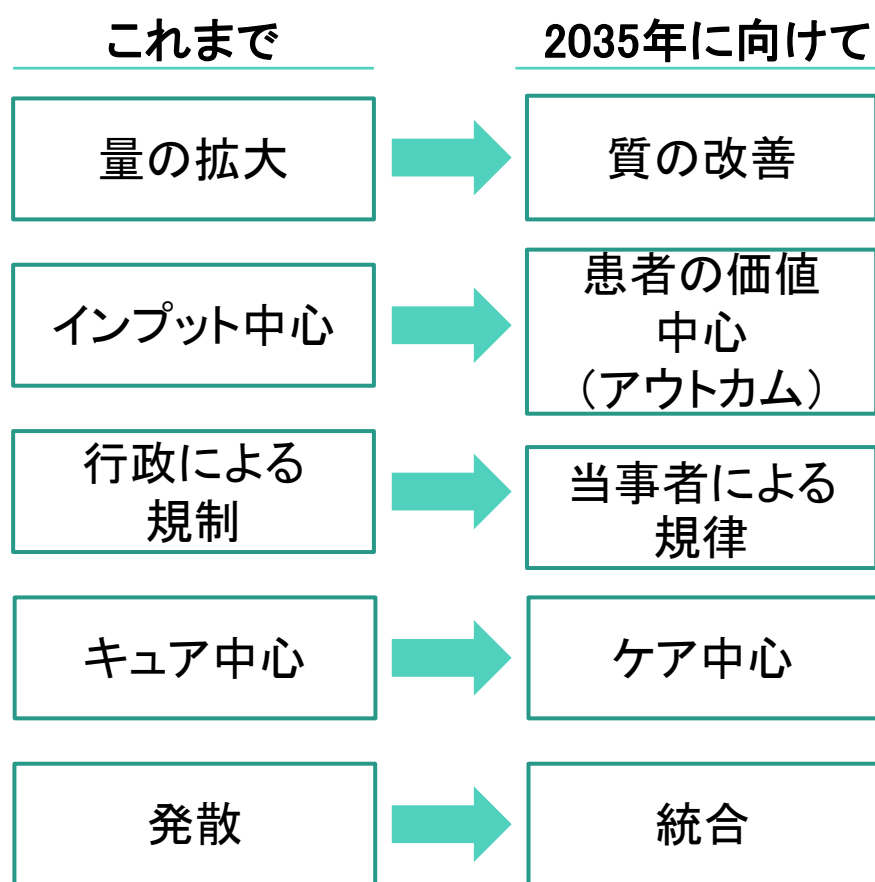 これまで
2035年に向けて
量の拡大
質の改善
インプット中心
患者の価値
中心
（アウトカム）
行政による
規制
当事者による
規律
キュア中心
ケア中心
発散
統合